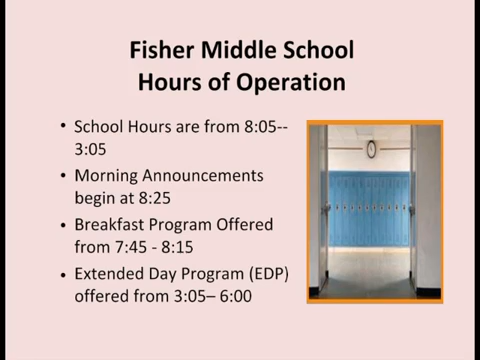 Fisher Middle School
Hours of Operation
• School Hours are from 8:05--
3:05
• Morning Announcements
begin at 8:25
• Breakfast Program Offered
from 7:45 - 8:15
• Extended Day Program (EDP)
offered from 3:05– 6:00